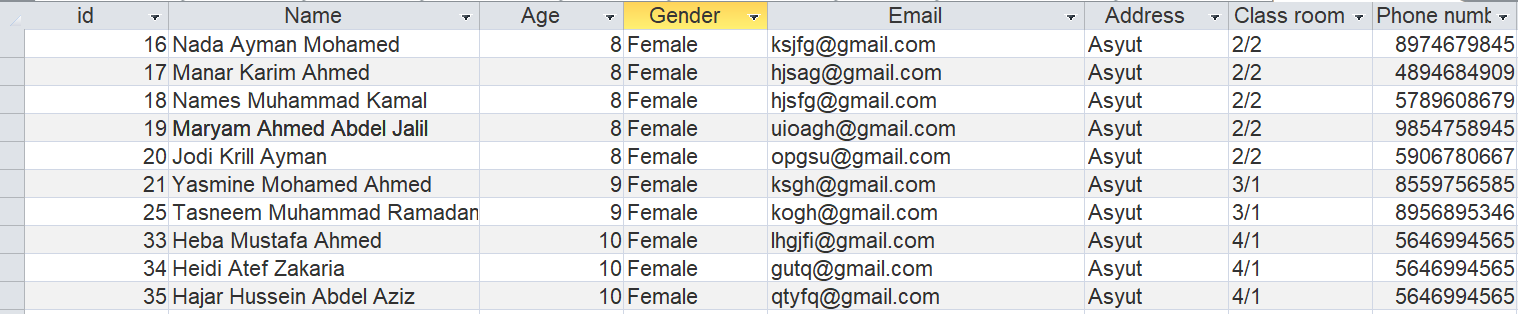 id Name Age Gender Email Address Class room Phone numb
16 Nada Ayman Mohamed 8 Female ksjfg@gmail.com Asyut 2/2 8974679845
17 Manar Karim Ahmed 8 Female hjsag@gmail.com Asyut 2/2 4894684909
18 Names Muhammad Kamal 8 Female hjsfg@gmail.com Asyut 2/2 5789608679
19 Maryam Ahmed Abdel Jalil 8 Female uioagh@gmail.com Asyut 2/2 9854758945
20 Jodi Krill Ayman 8 Female opgsu@gmail.com Asyut 2/2 5906780667
21 Yasmine Mohamed Ahmed 9 Female ksgh@gmail.com Asyut 3/1 8559756585
25 Tasneem Muhammad Ramadan 9 Female kogh@gmail.com Asyut 3/1 8956895346
33 Heba Mustafa Ahmed 10 Female lhgjfi@gmail.com Asyut 4/1 5646994565
34 Heidi Atef Zakaria 10 Female gutq@gmail.com Asyut 4/1 5646994565
35 Hajar Hussein Abdel Aziz 10 Female qtyfq@gmail.com Asyut 4/1 5646994565